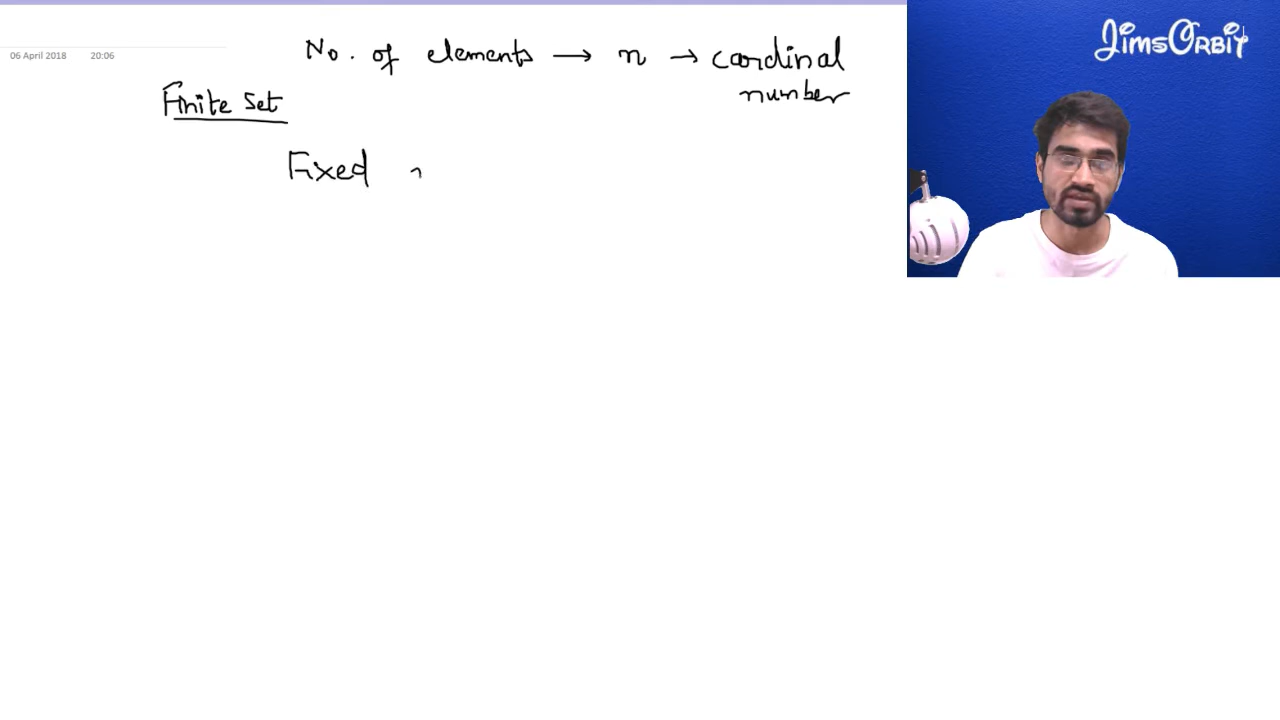 06 April 2018 20:06
No. of elements → n → cardinal
number
Finite Set
Fixed
JimsOrbit